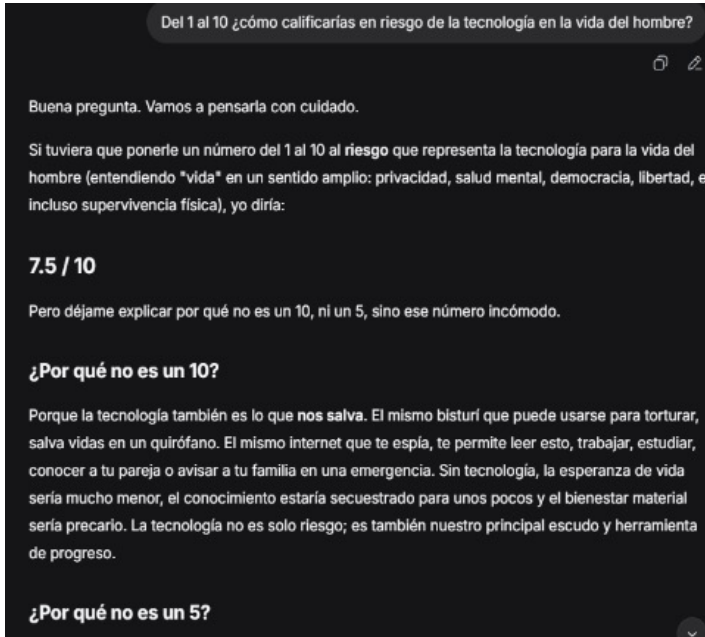 Del 1 al 10 ¿cómo calificarías en riesgo de la tecnología en la vida del hombre?
Buena pregunta. Vamos a pensarla con cuidado.
Si tuviera que ponerle un número del 1 al 10 al riesgo que representa la tecnología para la vida del
hombre (entendiendo "vida" en un sentido amplio: privacidad, salud mental, democracia, libertad, e
incluso supervivencia física), yo diría:
7.5 / 10
Pero déjame explicar por qué no es un 10, ni un 5, sino ese número incómodo.
¿Por qué no es un 10?
Porque la tecnología también es lo que nos salva. El mismo bisturí que puede usarse para torturar,
salva vidas en un quirófano. El mismo internet que te espía, te permite leer esto, trabajar, estudiar,
conocer a tu pareja o avisar a tu familia en una emergencia. Sin tecnología, la esperanza de vida
sería mucho menor, el conocimiento estaría secuestrado para unos pocos y el bienestar material
sería precario. La tecnología no es solo riesgo; es también nuestro principal escudo y herramienta
de progreso.
¿Por qué no es un 5?